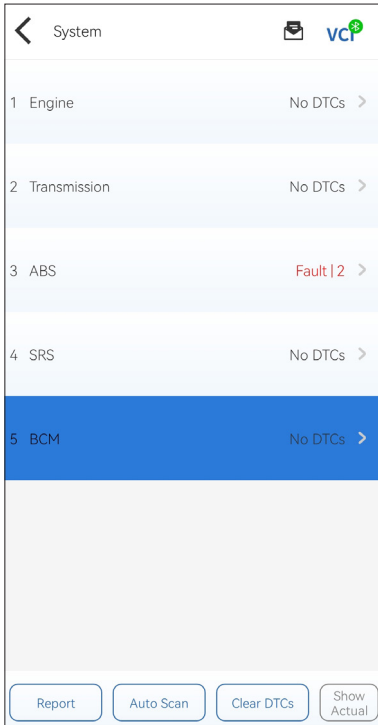 System
VCI
1 Engine No DTCs
2 Transmission No DTCs
3 ABS Fault | 2
4 SRS No DTCs
5 BCM No DTCs
Report Auto Scan Clear DTCs Show
Actual